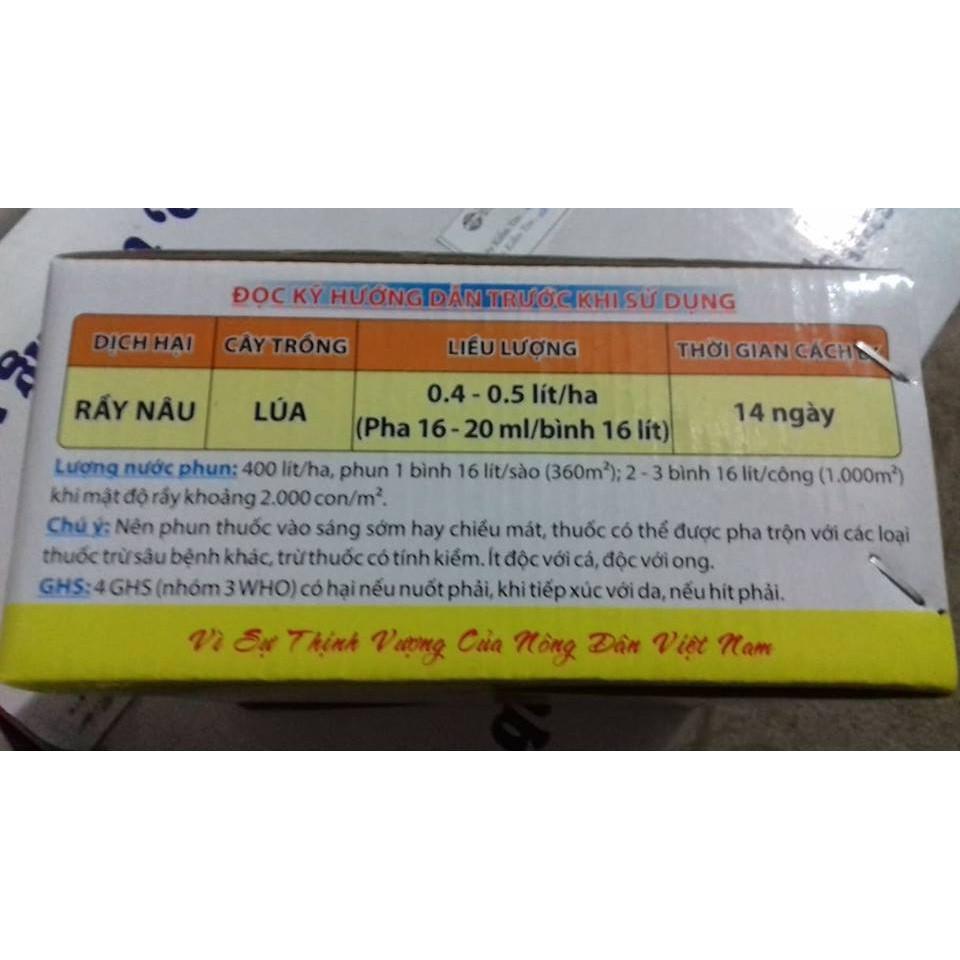 ĐỌC KỸ HƯỚNG DẪN TRƯỚC KHI SỬ DỤNG
DỊCH HẠI CÂY TRỒNG LIỀU LƯỢNG THỜI GIAN CÁCH LY
RẦY NÂU LÚA 0.4 - 0.5 lít/ha 14 ngày
(Pha 16 - 20 ml/bình 16 lít)
Lượng nước phun: 400 lít/ha, phun 1 bình 16 lít/sào (360m²); 2 - 3 bình 16 lít/công (1.000m²)
khi mật độ rầy khoảng 2.000 con/m².
Chú ý: Nên phun thuốc vào sáng sớm hay chiều mát, thuốc có thể được pha trộn với các loại
thuốc trừ sâu bệnh khác, trừ thuốc có tính kiềm. Ít độc với cá, độc với ong.
GHS: 4 GHS (nhóm 3 WHO) có hại nếu nuốt phải, khi tiếp xúc với da, nếu hít phải.
Vì Sự Thịnh Vượng Của Nông Dân Việt Nam